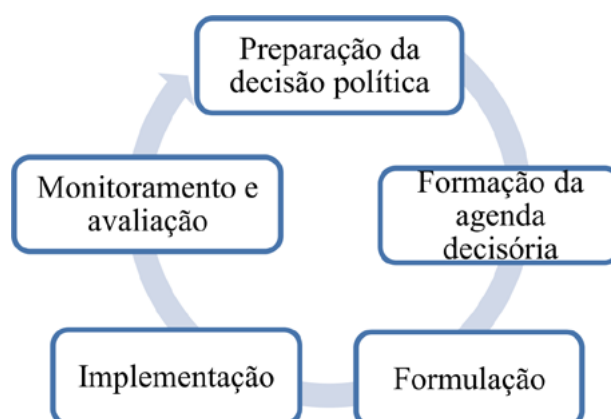 Preparação da
decisão política
Formação da
agenda
decisória
Formulação
Implementação
Monitoramento e
avaliação